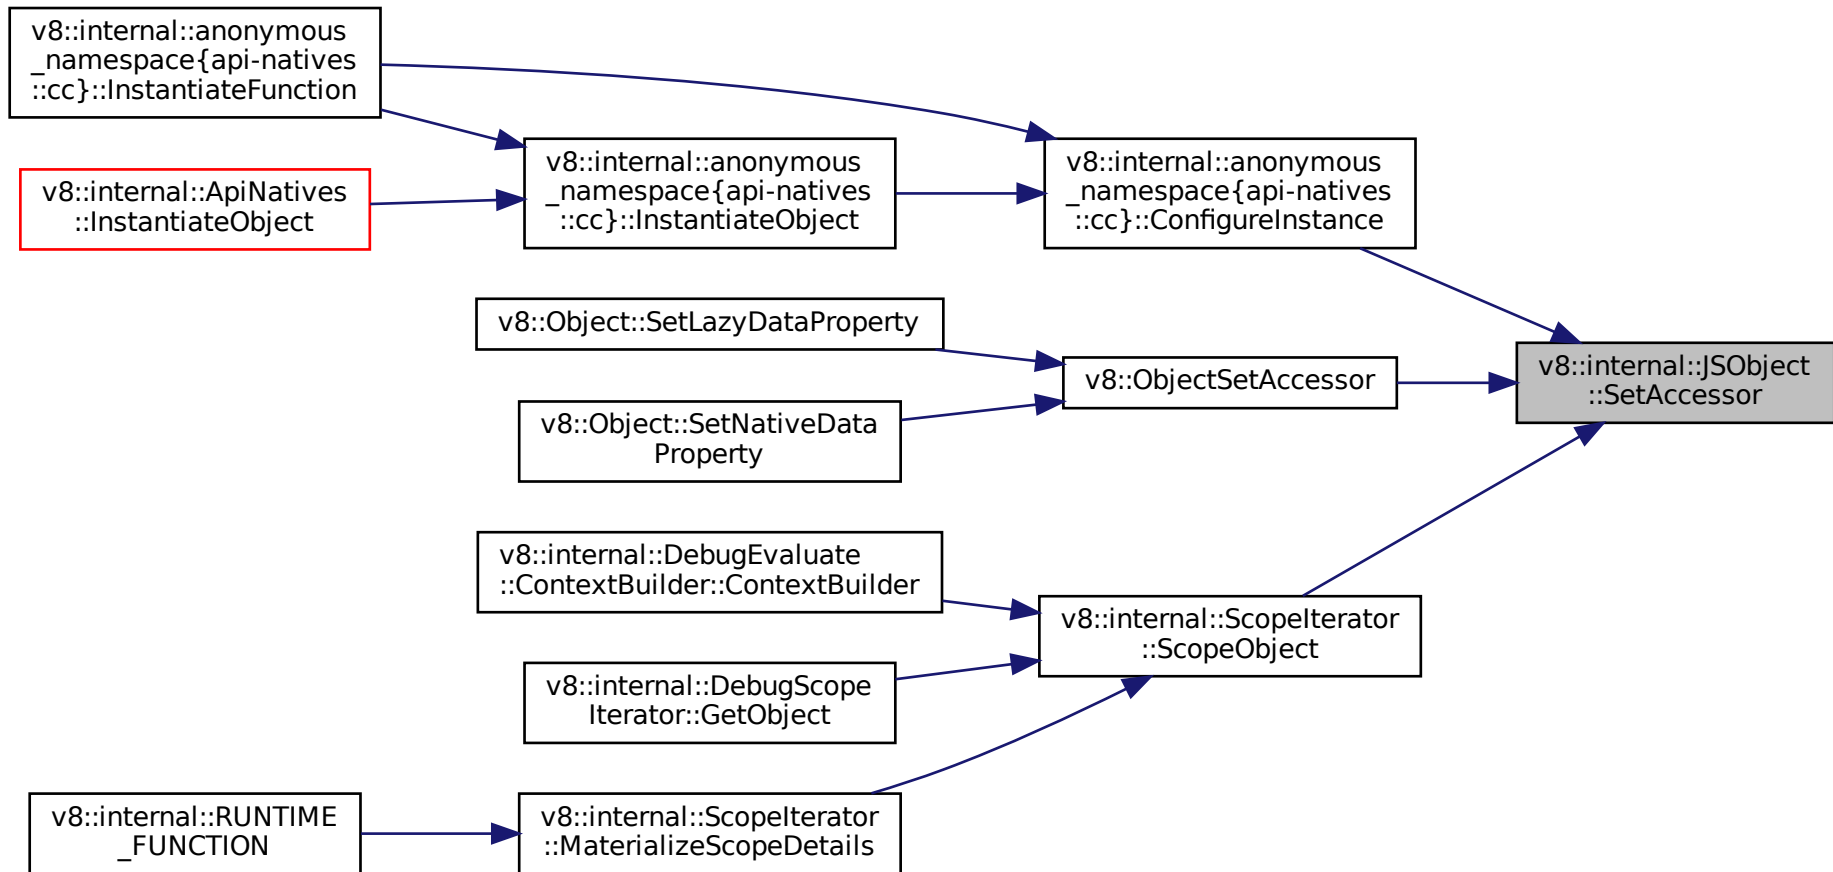 v8::internal::anonymous
_namespace{api-natives
::cc}::InstantiateFunction
v8::internal::ApiNatives
::InstantiateObject
v8::internal::anonymous
_namespace{api-natives
::cc}::InstantiateObject
v8::internal::anonymous
_namespace{api-natives
::cc}::ConfigureInstance
v8::Object::SetLazyDataProperty
v8::Object::SetNativeData
Property
v8::ObjectSetAccessor
v8::internal::JSObject
::SetAccessor
v8::internal::DebugEvaluate
::ContextBuilder::ContextBuilder
v8::internal::DebugScope
Iterator::GetObject
v8::internal::ScopeIterator
::ScopeObject
v8::internal::RUNTIME
_FUNCTION
v8::internal::ScopeIterator
::MaterializeScopeDetails